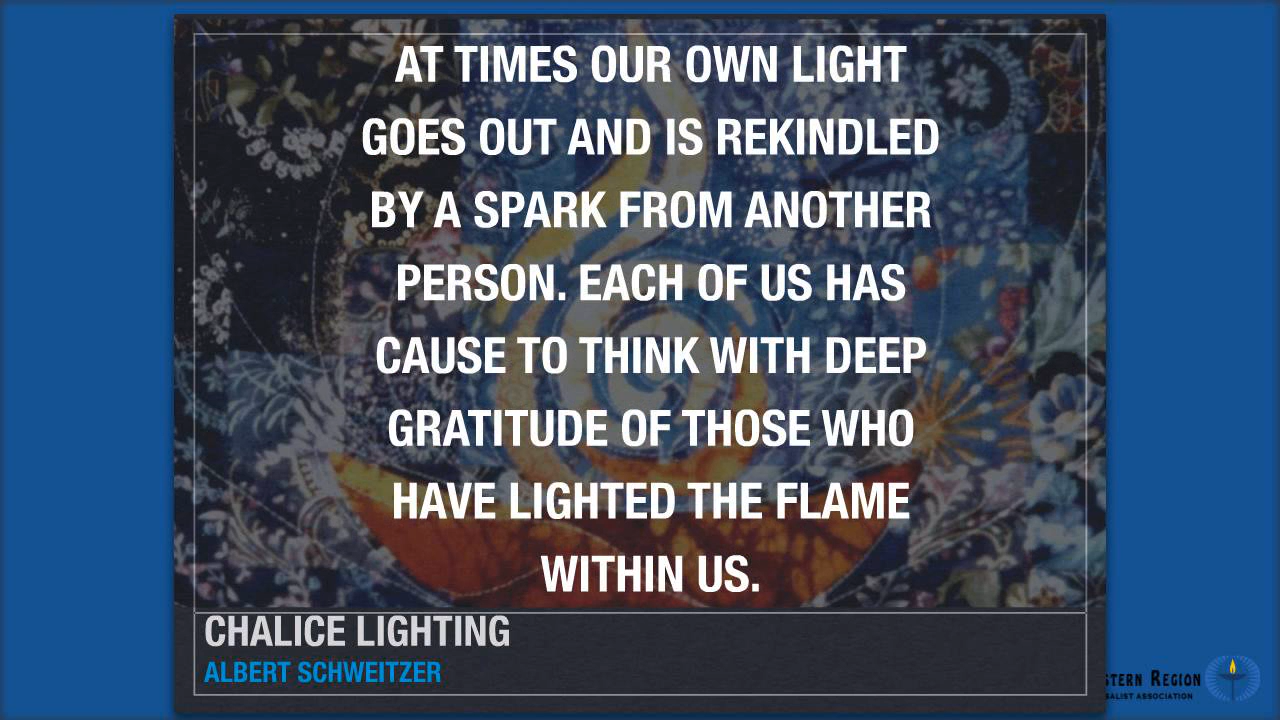 AT TIMES OUR OWN LIGHT
GOES OUT AND IS REKINDLED
BY A SPARK FROM ANOTHER
PERSON. EACH OF US HAS
CAUSE TO THINK WITH DEEP
GRATITUDE OF THOSE WHO
HAVE LIGHTED THE FLAME
WITHIN US.
CHALICE LIGHTING
ALBERT SCHWEITZER
REGION
ASSOCIATION